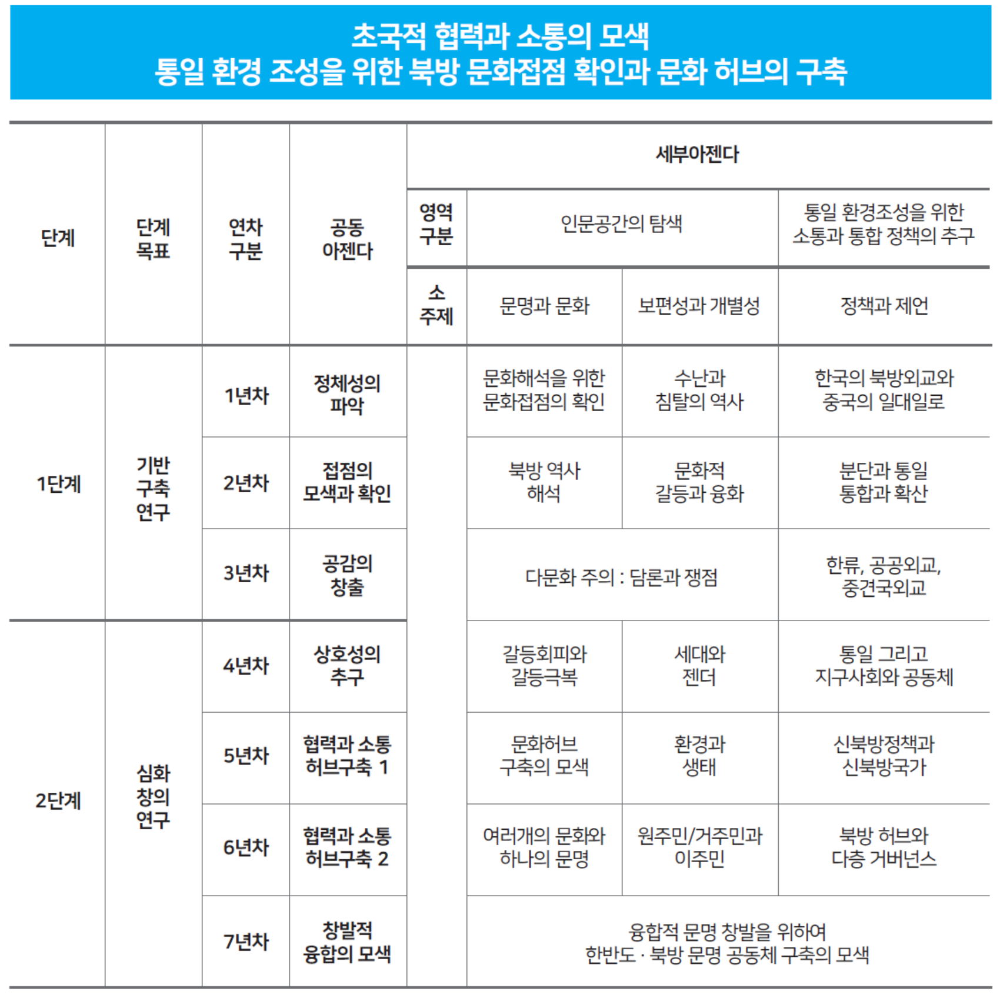 초국적 협력과 소통의 모색
통일 환경 조성을 위한 북방 문화접점 확인과 문화 허브의 구축
단계
단계
목표
연차
구분
공동
아젠다
세부아젠다
영역
구분
인문공간의 탐색
통일 환경조성을 위한
소통과 통합 정책의 추구
소
주제
문명과 문화
보편성과 개별성
정책과 제언
1단계
기반
구축
연구
1년차
정체성의
파악
문화해석을 위한
문화접점의 확인
수난과
침탈의 역사
한국의 북방외교와
중국의 일대일로
2년차
접점의
모색과 확인
북방 역사
해석
문화적
갈등과 융화
분단과 통일
통합과 확산
3년차
공감의
창출
다문화 주의 : 담론과 쟁점
한류, 공공외교,
중견국외교
2단계
심화
창의
연구
4년차
상호성의
추구
갈등회피와
갈등극복
세대와
젠더
통일 그리고
지구사회와 공동체
5년차
협력과 소통
허브구축 1
문화허브
구축의 모색
환경과
생태
신북방정책과
신북방국가
6년차
협력과 소통
허브구축 2
여러개의 문화와
하나의 문명
원주민/거주민과
이주민
북방 허브와
다층 거버넌스
7년차
창발적
융합의 모색
융합적 문명 창발을 위하여
한반도 · 북방 문명 공동체 구축의 모색